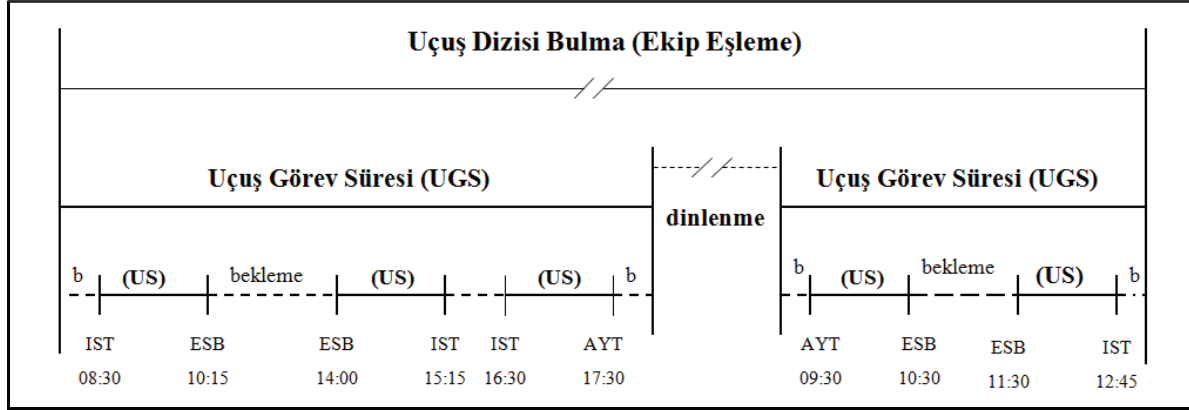 Uçuş Dizisi Bulma (Ekip Eşleme)
Uçuş Görev Süresi (UGS) Uçuş Görev Süresi (UGS)
dinlenme
b (US) bekleme (US) (US) b b (US) bekleme (US) b
IST ESB ESB IST IST AYT AYT ESB ESB IST
08:30 10:15 14:00 15:15 16:30 17:30 09:30 10:30 11:30 12:45